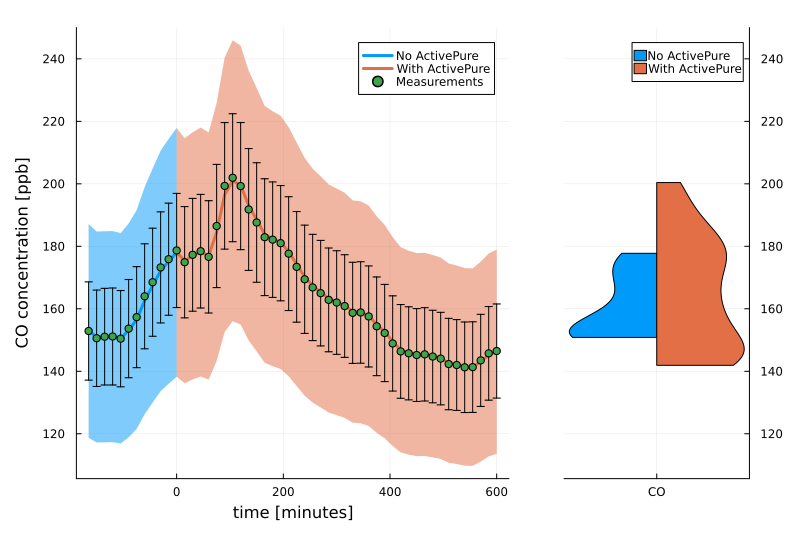 No ActivePure
With ActivePure
Measurements
CO concentration [ppb]
240
220
200
180
160
140
120
0
200
400
600
time [minutes]
No ActivePure
With ActivePure
240
220
200
180
160
140
120
CO